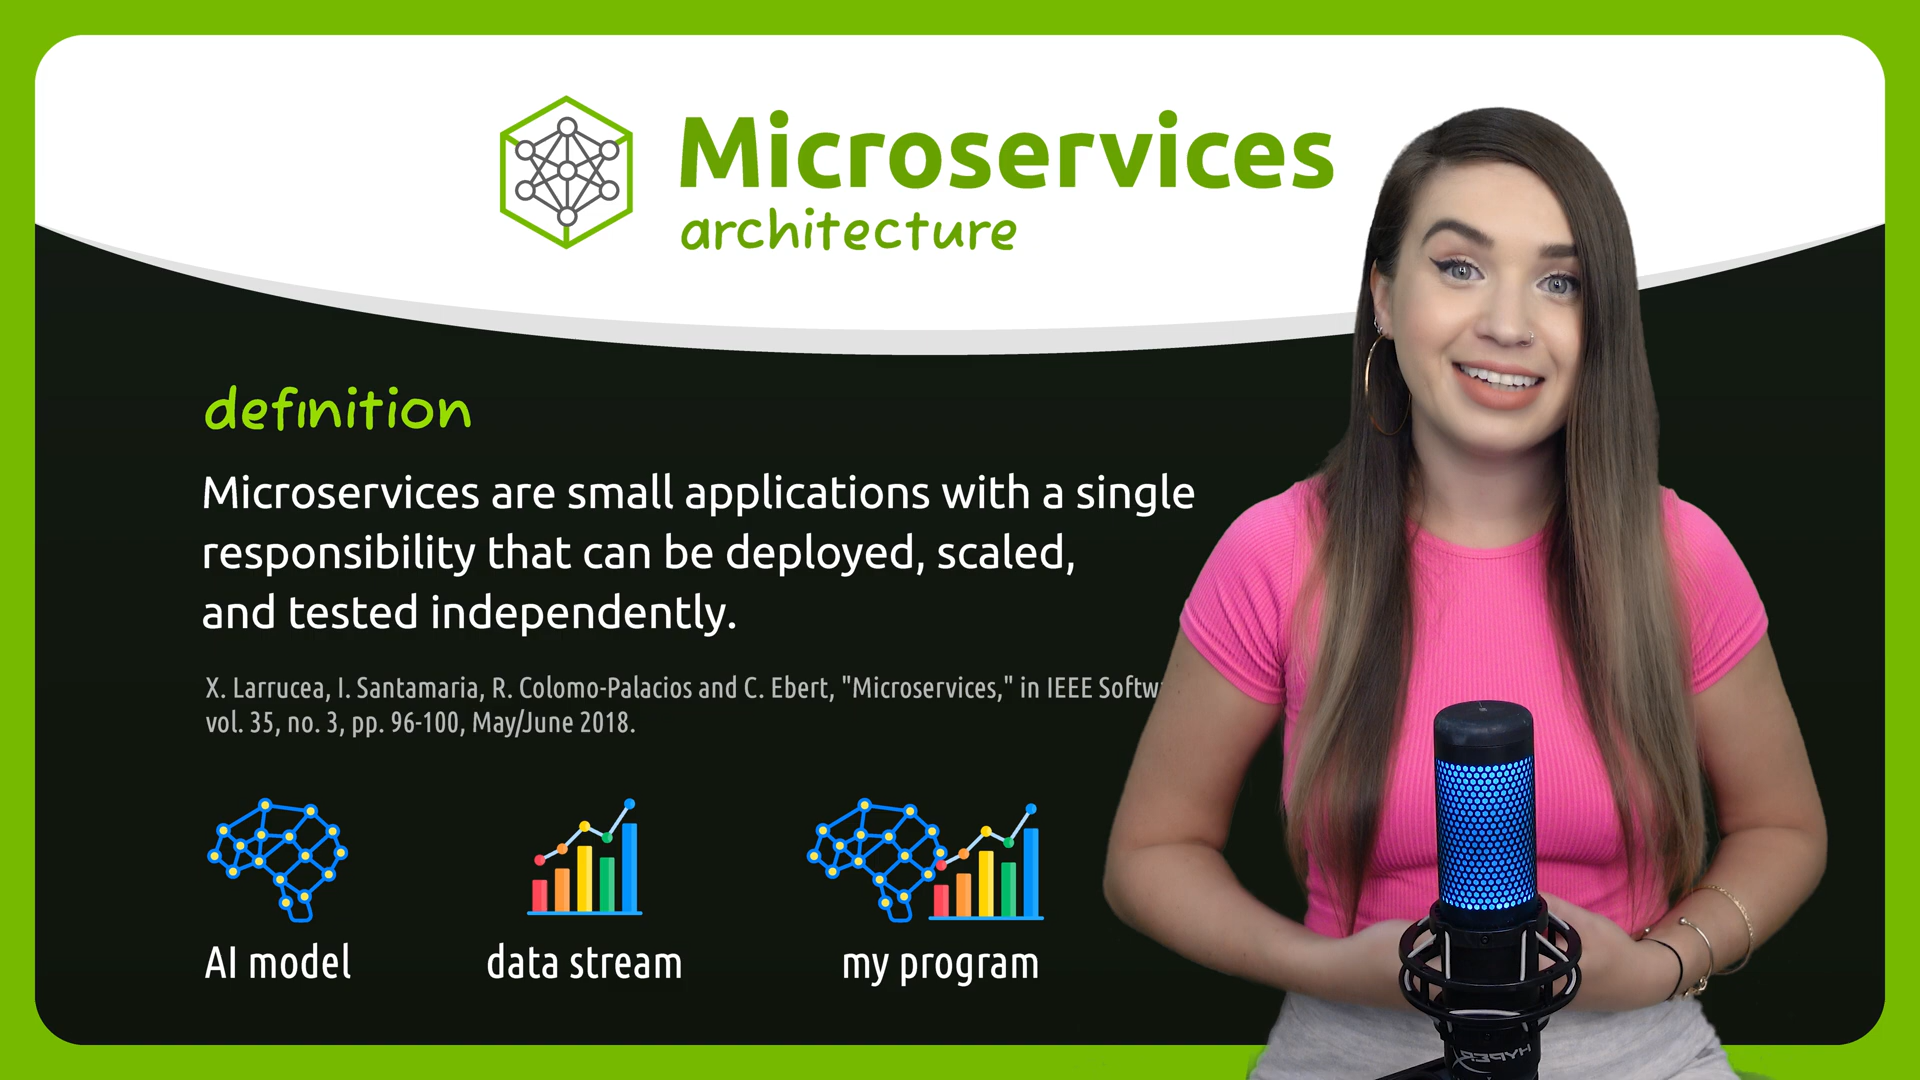 Microservices
architecture
definition
Microservices are small applications with a single
responsibility that can be deployed, scaled,
and tested independently.
X. Larrucea, I. Santamaria, R. Colomo-Palacios and C. Ebert, "Microservices," in IEEE Softw
vol. 35, no. 3, pp. 96-100, May/June 2018.
AI model
data stream
my program
HYPERX